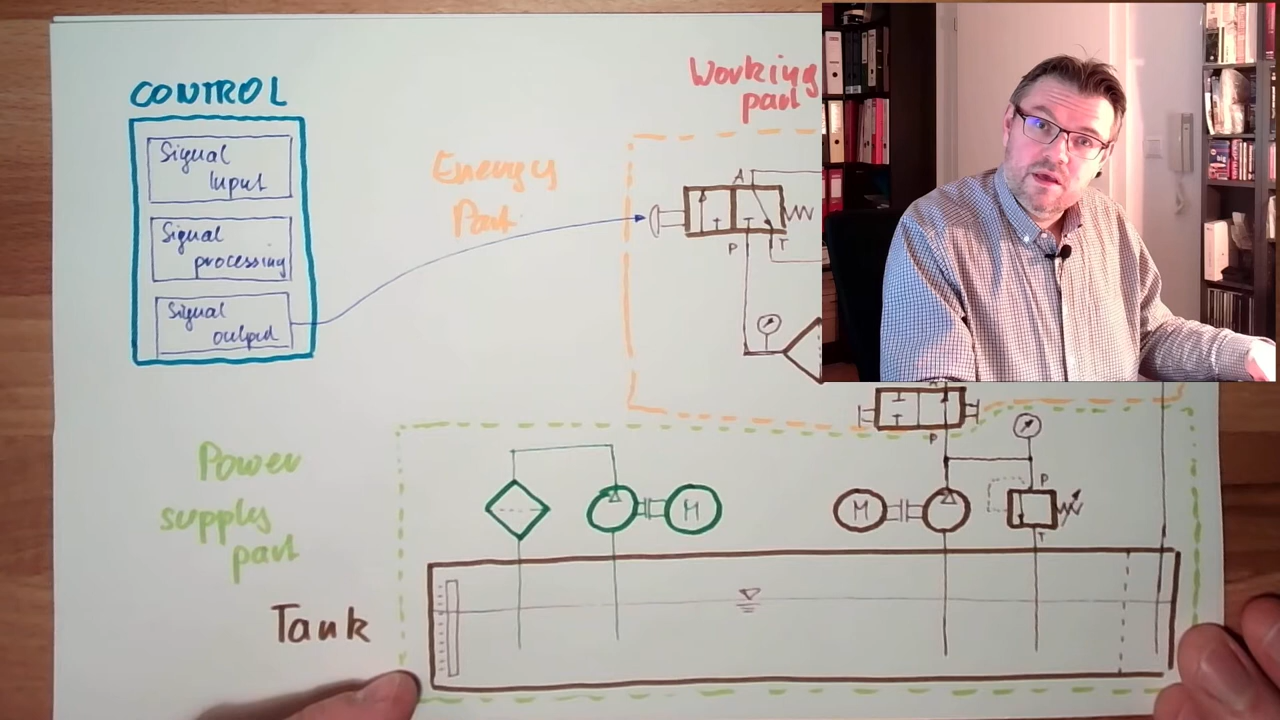 CONTROL
Signal
Input
Signal
processing
Signal
output
Energy
Part
Working
part
A
P
T
P
P
T
M
M
Power
supply
part
Tank